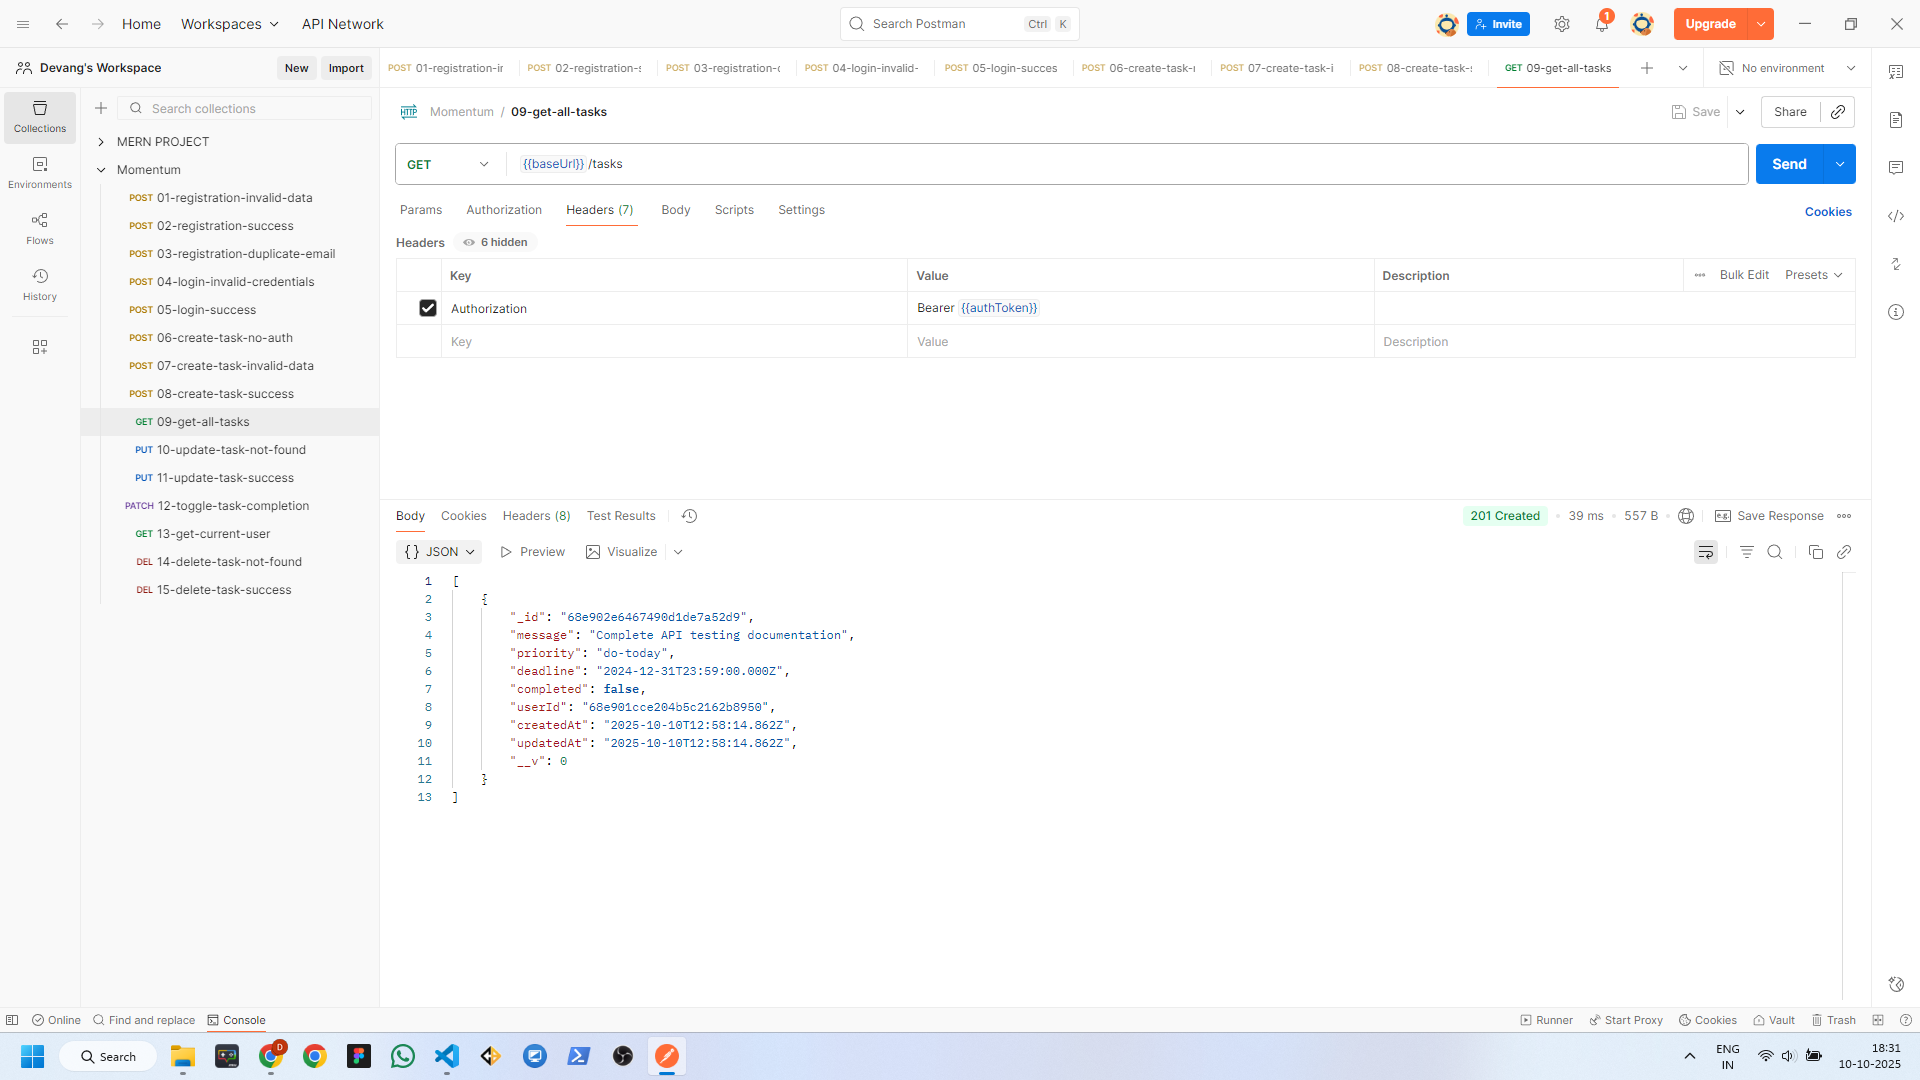 Home Workspaces API Network Search Postman Ctrl K Invite 1 Upgrade
Devang's Workspace New Import
POST 01-registration-ir POST 02-registration-s POST 03-registration-c POST 04-login-invalid- POST 05-login-succes POST 06-create-task-r POST 07-create-task-i POST 08-create-task-s GET 09-get-all-tasks No environment
Collections
Environments
Flows
History
Search collections
MERN PROJECT
Momentum
POST 01-registration-invalid-data
POST 02-registration-success
POST 03-registration-duplicate-email
POST 04-login-invalid-credentials
POST 05-login-success
POST 06-create-task-no-auth
POST 07-create-task-invalid-data
POST 08-create-task-success
GET 09-get-all-tasks
PUT 10-update-task-not-found
PUT 11-update-task-success
PATCH 12-toggle-task-completion
GET 13-get-current-user
DEL 14-delete-task-not-found
DEL 15-delete-task-success
HTTP Momentum / 09-get-all-tasks Save Share
GET {{baseUrl}} /tasks Send
Params Authorization Headers (7) Body Scripts Settings Cookies
Headers 6 hidden
Key Value Description Bulk Edit Presets
Authorization Bearer {{authToken}}
Key Value Description
Body Cookies Headers (8) Test Results 201 Created • 39 ms • 557 B • e.g. Save Response
{} JSON Preview Visualize
1 [
2 {
3 "_id": "68e902e6467490d1de7a52d9",
4 "message": "Complete API testing documentation",
5 "priority": "do-today",
6 "deadline": "2024-12-31T23:59:00.000Z",
7 "completed": false,
8 "userId": "68e901cce204b5c2162b8950",
9 "createdAt": "2025-10-10T12:58:14.862Z",
10 "updatedAt": "2025-10-10T12:58:14.862Z",
11 "__v": 0
12 }
13 ]
Online Find and replace Console Runner Start Proxy Cookies Vault Trash
Search D ENG 18:31
IN 10-10-2025